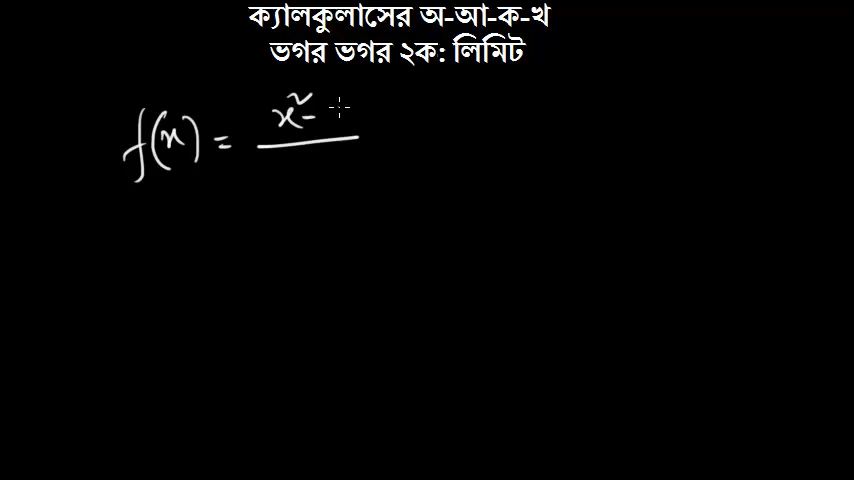 ক্যালকুলাসের অ-আ-ক-খ
ভগর ভগর ২ক: লিমিট
f(x) = x² -